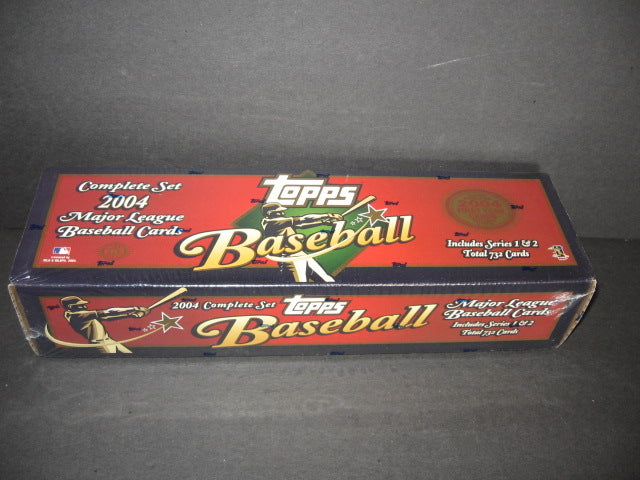 Complete Set
2004
Major League
Baseball Cards
Topps
Baseball
2004
Includes Series 1 & 2
Total 732 Cards
2004 Complete Set
Topps
Baseball
Major League
Baseball Cards
Includes Series 1 & 2
Total 732 Cards